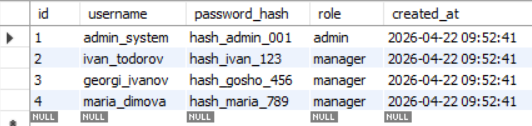 id username password_hash role created_at
1 admin_system hash_admin_001 admin 2026-04-22 09:52:41
2 ivan_todorov hash_ivan_123 manager 2026-04-22 09:52:41
3 georgi_ivanov hash_gosho_456 manager 2026-04-22 09:52:41
4 maria_dimova hash_maria_789 manager 2026-04-22 09:52:41
NULL NULL NULL NULL NULL